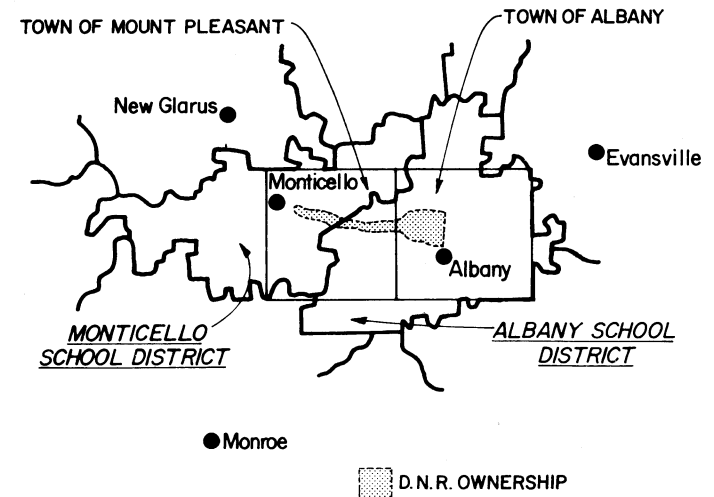 TOWN OF MOUNT PLEASANT
TOWN OF ALBANY
New Glarus
Evansville
Monticello
Albany
MONTICELLO
SCHOOL DISTRICT
ALBANY SCHOOL
DISTRICT
Monroe
D.N.R. OWNERSHIP